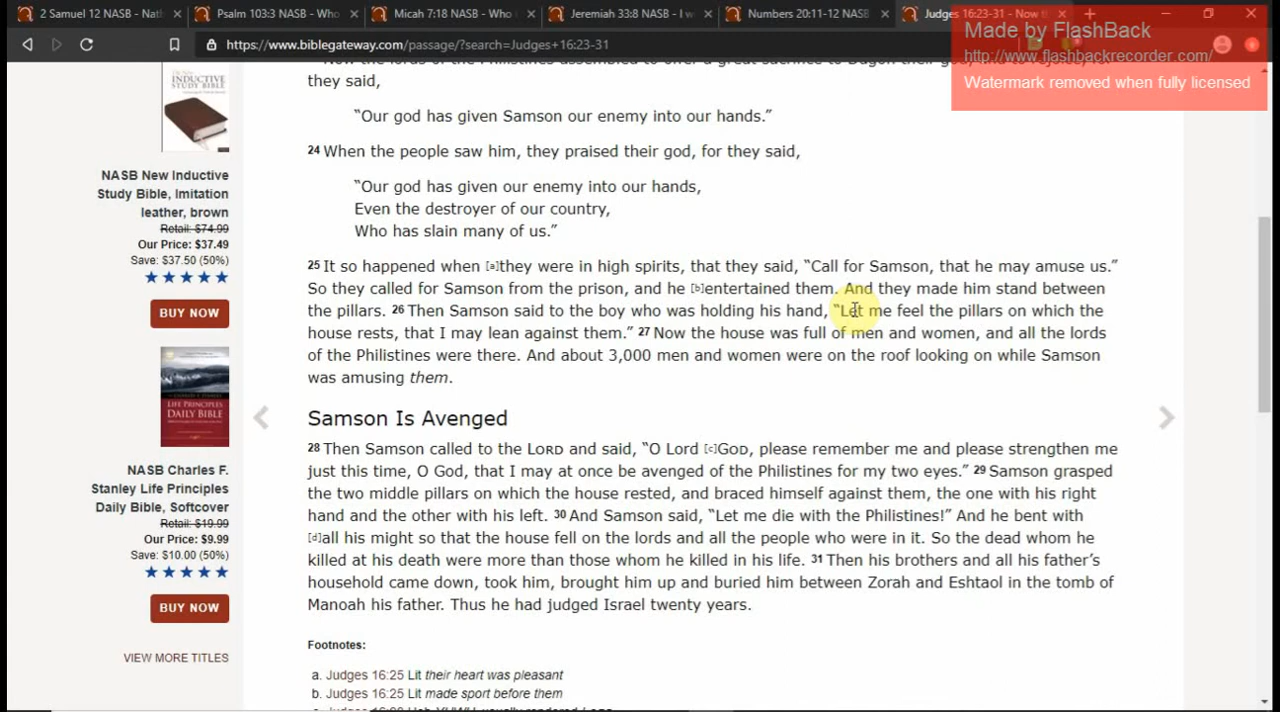 2 Samuel 12 NASB - Nat
Psalm 103:3 NASB - Who
Micah 7:18 NASB - Who
Jeremiah 33:8 NASB - I w
Numbers 20:11-12 NASB
Judges 16:23-31 - Now th
Made by FlashBack
http://www.flashbackrecorder.com/
Watermark removed when fully licensed
https://www.biblegateway.com/passage/?search=Judges+16:23-31
they said,
“Our god has given Samson our enemy into our hands.”
24 When the people saw him, they praised their god, for they said,
“Our god has given our enemy into our hands,
Even the destroyer of our country,
Who has slain many of us.”
25 It so happened when [a]they were in high spirits, that they said, “Call for Samson, that he may amuse us.”
So they called for Samson from the prison, and he [b]entertained them. And they made him stand between
the pillars. 26 Then Samson said to the boy who was holding his hand, “Let me feel the pillars on which the
house rests, that I may lean against them.” 27 Now the house was full of men and women, and all the lords
of the Philistines were there. And about 3,000 men and women were on the roof looking on while Samson
was amusing them.
Samson Is Avenged
28 Then Samson called to the LORD and said, “O Lord [c]GOD, please remember me and please strengthen me
just this time, O God, that I may at once be avenged of the Philistines for my two eyes.” 29 Samson grasped
the two middle pillars on which the house rested, and braced himself against them, the one with his right
hand and the other with his left. 30 And Samson said, “Let me die with the Philistines!” And he bent with
[d]all his might so that the house fell on the lords and all the people who were in it. So the dead whom he
killed at his death were more than those whom he killed in his life. 31 Then his brothers and all his father’s
household came down, took him, brought him up and buried him between Zorah and Eshtaol in the tomb of
Manoah his father. Thus he had judged Israel twenty years.
Footnotes:
a. Judges 16:25 Lit their heart was pleasant
b. Judges 16:25 Lit made sport before them
INDUCTIVE
STUDY BIBLE
NASB New Inductive
Study Bible, Imitation
leather, brown
Retail: $74.99
Our Price: $37.49
Save: $37.50 (50%)
BUY NOW
LIFE PRINCIPLES
DAILY BIBLE
NASB Charles F.
Stanley Life Principles
Daily Bible, Softcover
Retail: $19.99
Our Price: $9.99
Save: $10.00 (50%)
BUY NOW
VIEW MORE TITLES